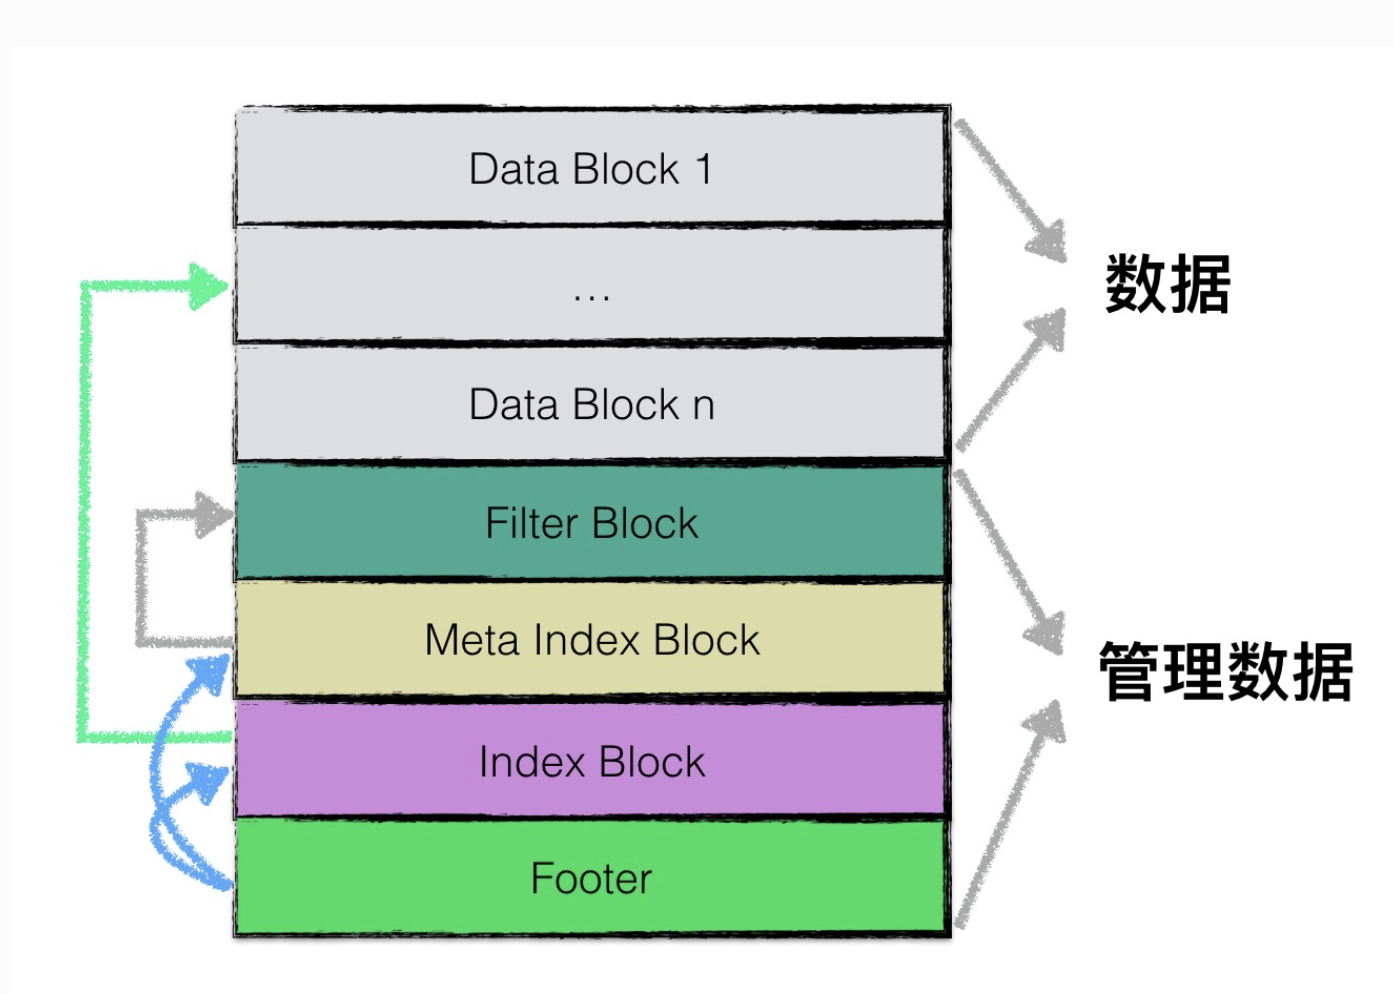 Data Block 1
...
数据
Data Block n
Filter Block
Meta Index Block
管理数据
Index Block
Footer